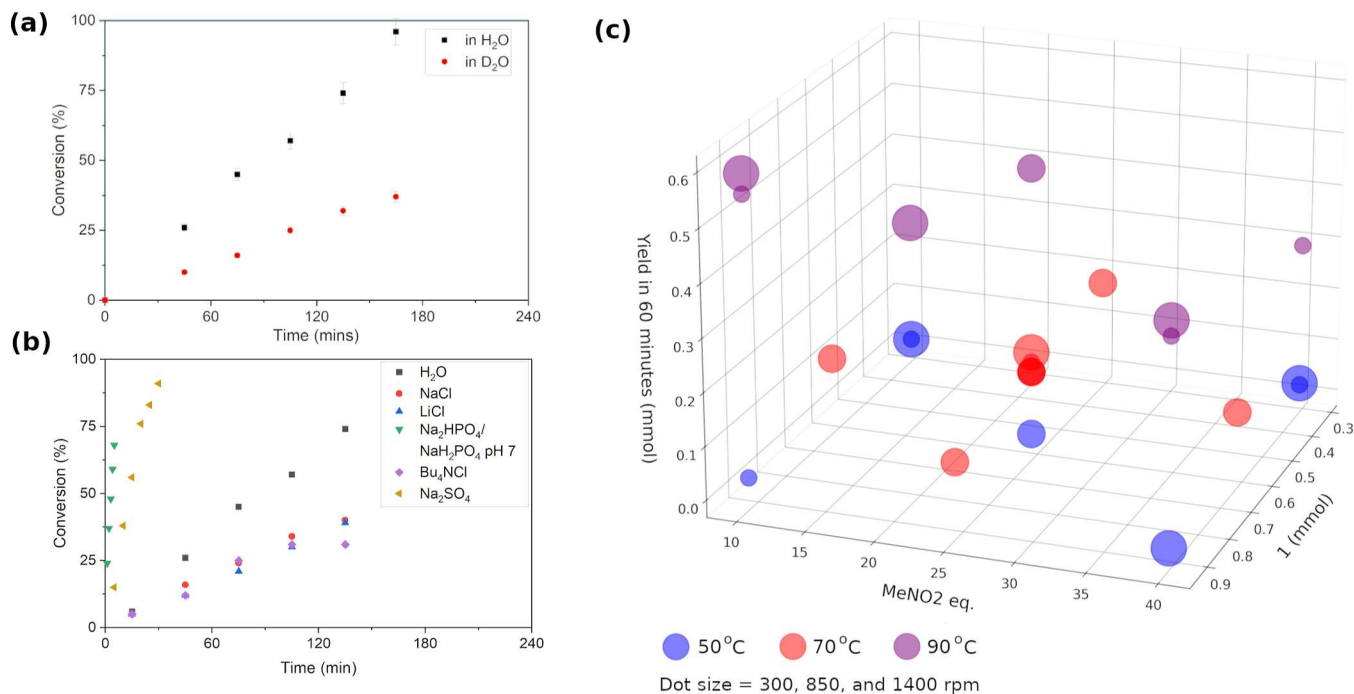 (a)
100
75
50
25
0
Conversion (%)
in H₂O
in D₂O
0
60
120
180
240
Time (mins)
(b)
100
75
50
25
0
Conversion (%)
H₂O
NaCl
LiCl
Na₂HPO₄/
NaH₂PO₄ pH 7
Bu₄NCl
Na₂SO₄
0
60
120
180
240
Time (min)
(c)
0.6
0.5
0.4
0.3
0.2
0.1
0.0
Yield in 60 minutes (mmol)
10
15
20
25
30
35
40
MeNO2 eq.
0.3
0.4
0.5
0.6
0.7
0.8
0.9
1 (mmol)
50°C
70°C
90°C
Dot size = 300, 850, and 1400 rpm